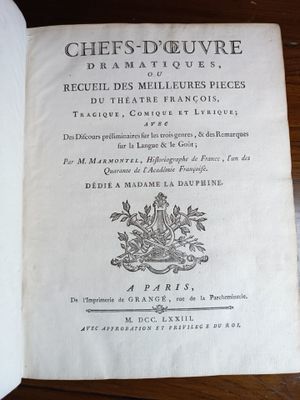 CHEFS-D'ŒUVRE
DRAMATIQUES,
OU
RECUEIL DES MEILLEURES PIECES
DU THÉATRE FRANÇOIS,
TRAGIQUE, COMIQUE ET LYRIQUE;
AVEC
Des Discours préliminaires sur les trois genres, & des Remarques
sur la Langue & le Goût;
Par M. MARMONTEL, Historiographe de France, l'un des
Quarante de l'Académie Françoise.
DÉDIÉ A MADAME LA DAUPHINE.
A PARIS,
De l'Imprimerie de GRANGÉ, rue de la Parcheminerie.
M. DCC. LXXIII.
AVEC APPROBATION ET PRIVILEGE DU ROI.